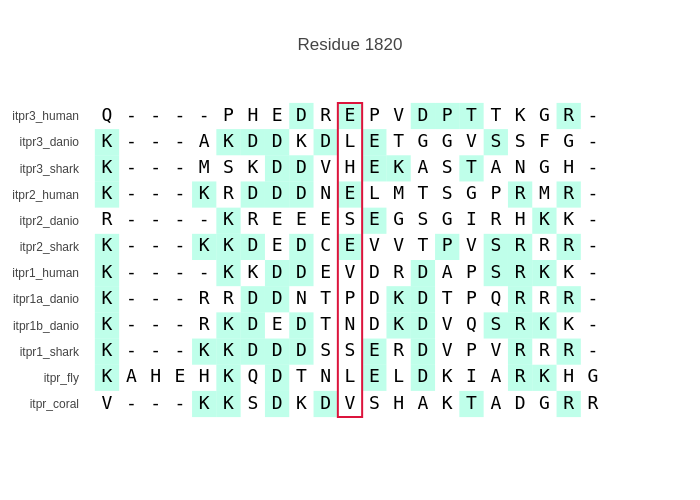 Residue 1820
itpr3_human Q - - - - P H E D R E P V D P T T K G R -
itpr3_danio K - - - A K D D K D L E T G G V S S F G -
itpr3_shark K - - - M S K D D V H E K A S T A N G H -
itpr2_human K - - - K R D D D N E L M T S G P R M R -
itpr2_danio R - - - - K R E E E S E G S G I R H K K -
itpr2_shark K - - - K K D E D C E V V T P V S R R R -
itpr1_human K - - - - K K D D E V D R D A P S R K K -
itpr1a_danio K - - - R R D D N T P D K D T P Q R R R -
itpr1b_danio K - - - R K D E D T N D K D V Q S R K K -
itpr1_shark K - - - K K D D D S S E R D V P V R R R -
itpr_fly K A H E H K Q D T N L E L D K I A R K H G
itpr_coral V - - - K K S D K D V S H A K T A D G R R